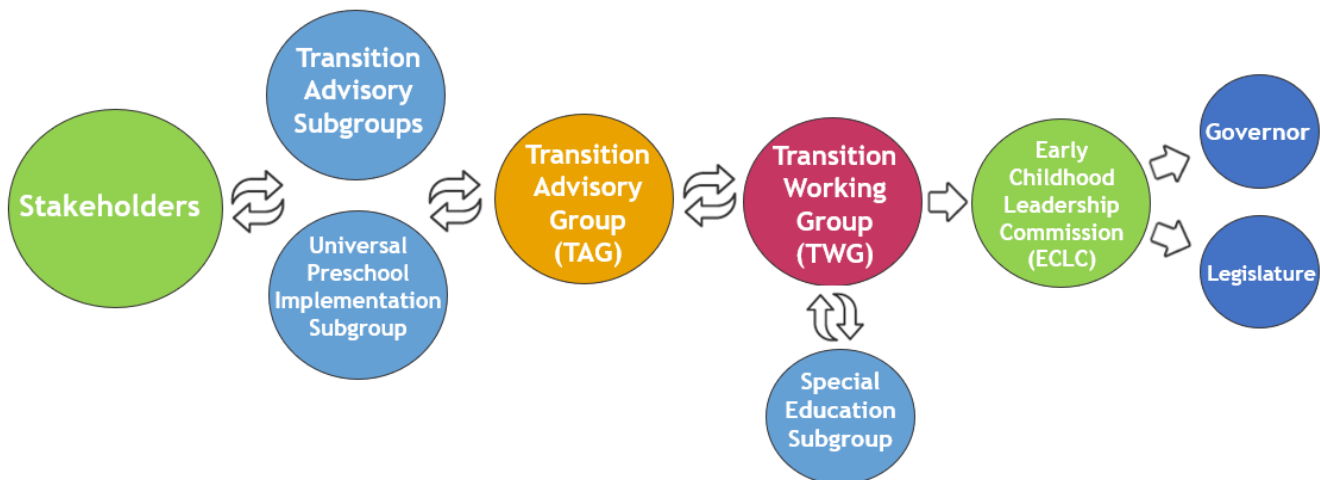 Stakeholders
Transition
Advisory
Subgroups
Universal
Preschool
Implementation
Subgroup
Transition
Advisory
Group
(TAG)
Transition
Working
Group
(TWG)
Special
Education
Subgroup
Early
Childhood
Leadership
Commission
(ECLC)
Governor
Legislature